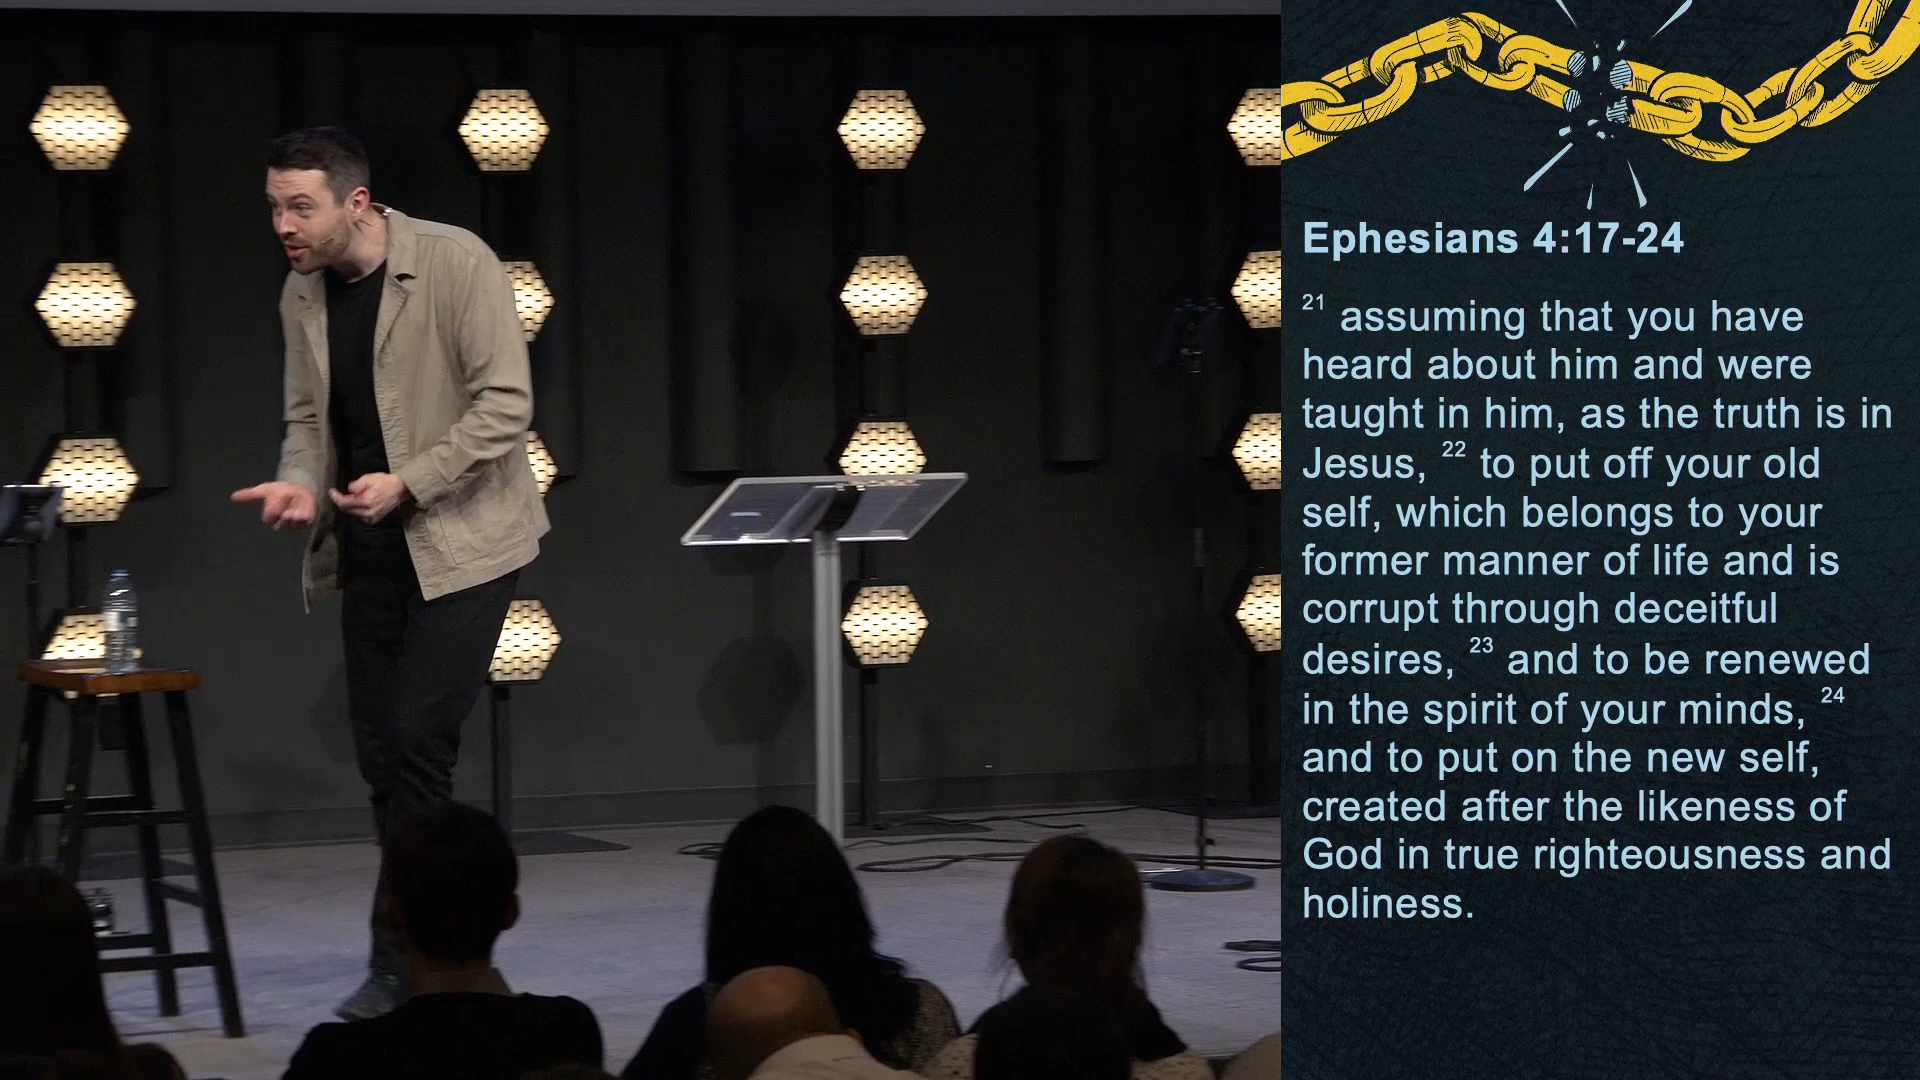 Ephesians 4:17-24
21 assuming that you have
heard about him and were
taught in him, as the truth is in
Jesus, 22 to put off your old
self, which belongs to your
former manner of life and is
corrupt through deceitful
desires, 23 and to be renewed
in the spirit of your minds, 24
and to put on the new self,
created after the likeness of
God in true righteousness and
holiness.